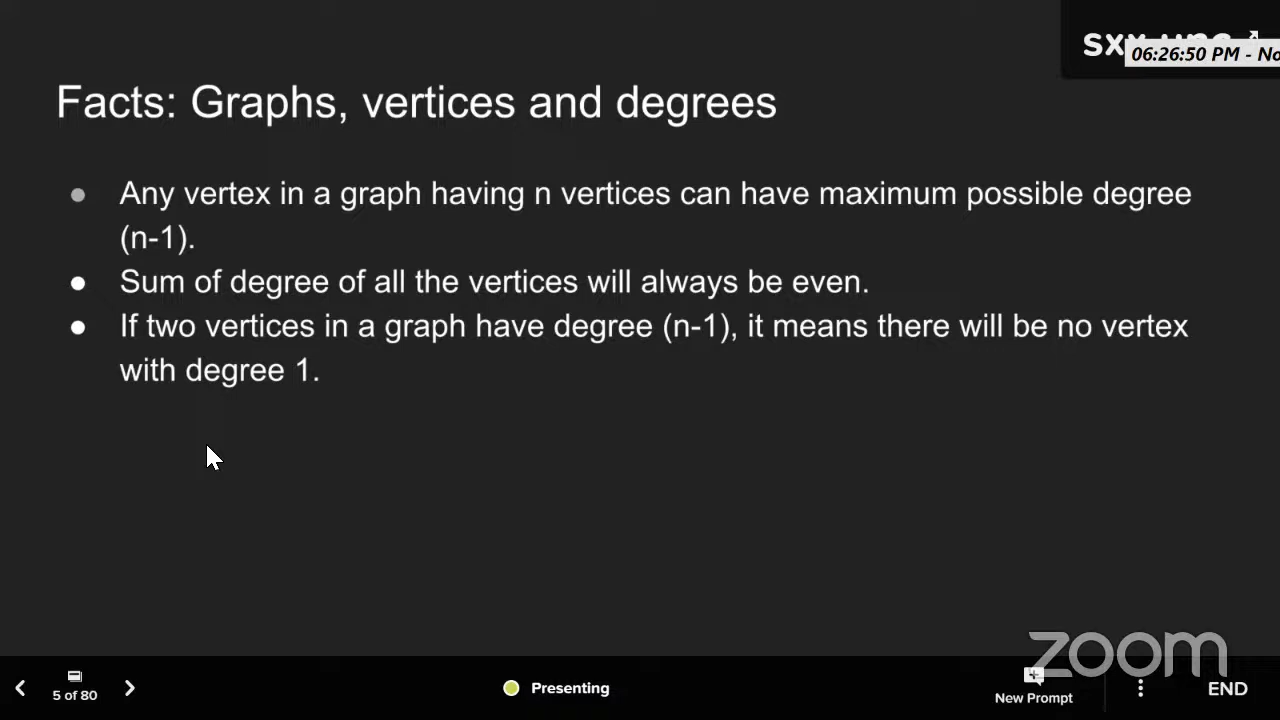 06:26:50 PM - No
Facts: Graphs, vertices and degrees
● Any vertex in a graph having n vertices can have maximum possible degree
(n-1).
● Sum of degree of all the vertices will always be even.
● If two vertices in a graph have degree (n-1), it means there will be no vertex
with degree 1.
zoom
5 of 80
Presenting
New Prompt
END